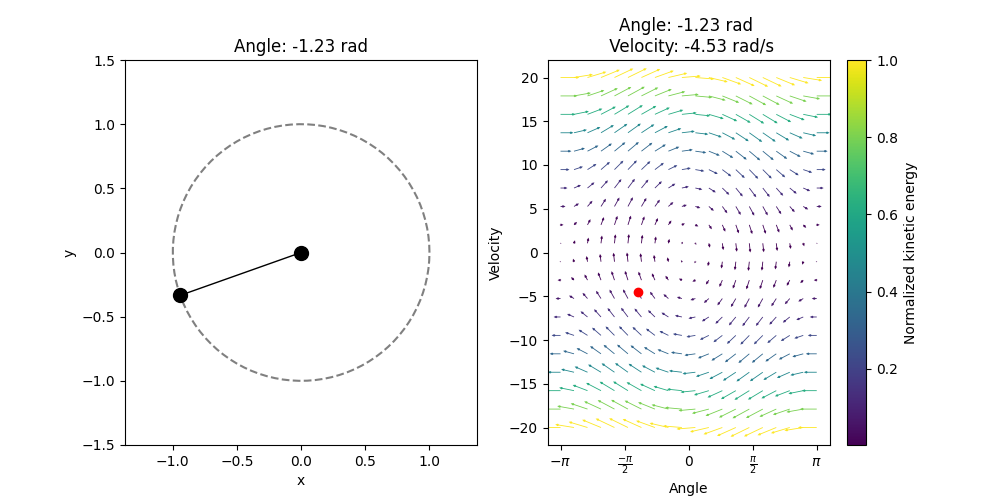 Angle: -1.23 rad
1.5
1.0
0.5
0.0
−0.5
−1.0
−1.5
y
−1.0
−0.5
0.0
0.5
1.0
x
Angle: -1.23 rad
Velocity: -4.53 rad/s
20
15
10
5
0
−5
−10
−15
−20
Velocity
−π
−π/2
0
π/2
π
Angle
1.0
0.8
0.6
0.4
0.2
Normalized kinetic energy